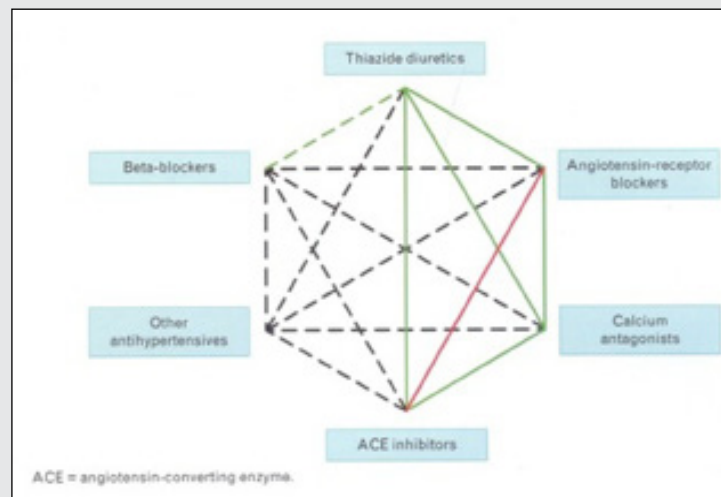 Thiazide diuretics
Beta-blockers
Angiotensin-receptor
blockers
Other
antihypertensives
Calcium
antagonists
ACE inhibitors
ACE = angiotensin-converting enzyme.